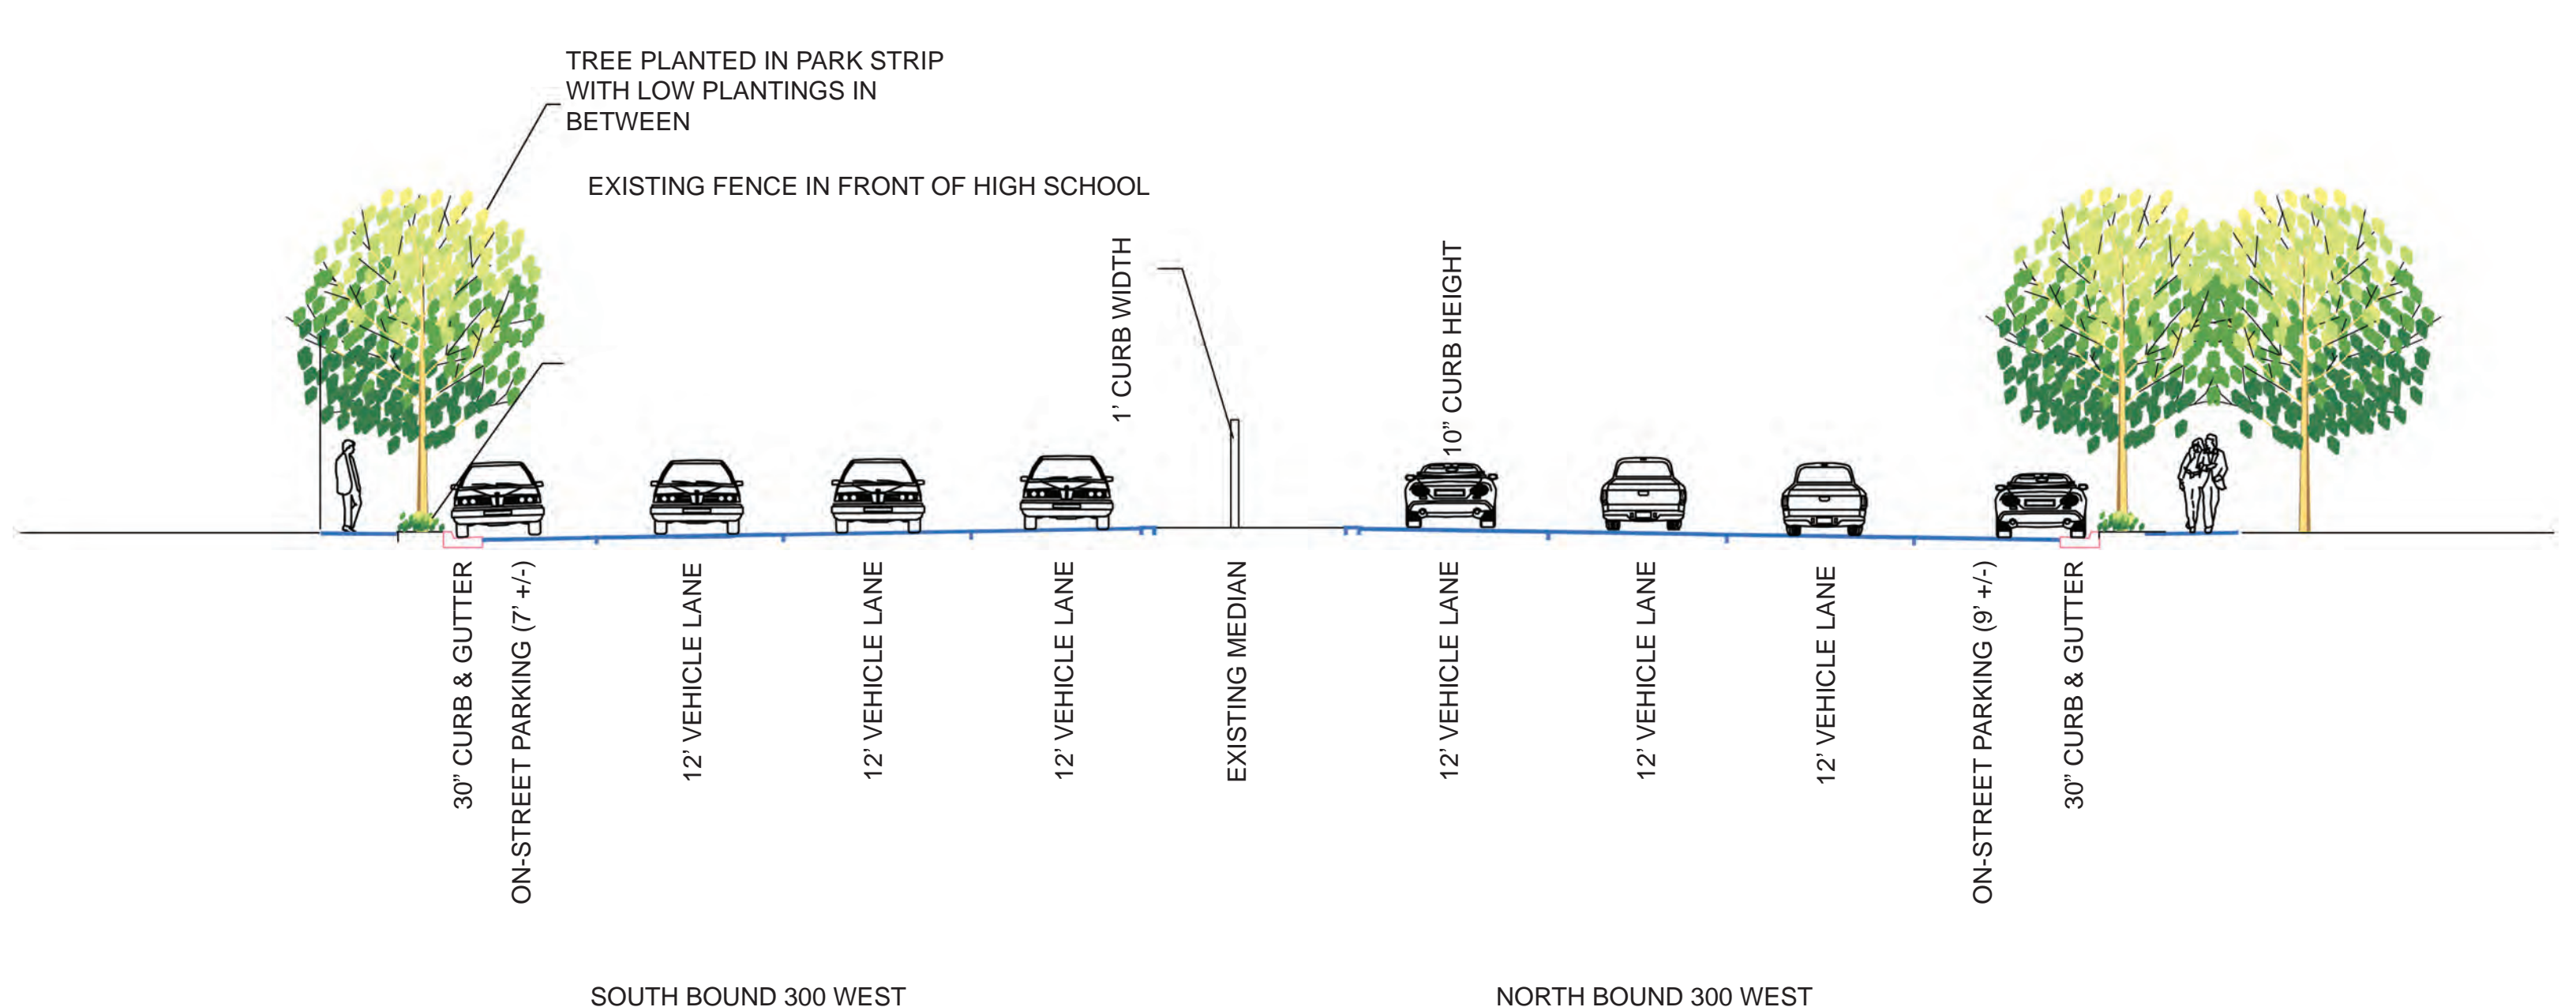 TREE PLANTED IN PARK STRIP
WITH LOW PLANTINGS IN
BETWEEN
EXISTING FENCE IN FRONT OF HIGH SCHOOL
1’ CURB WIDTH
10” CURB HEIGHT
30” CURB & GUTTER
ON-STREET PARKING (7’ +/-)
12’ VEHICLE LANE
12’ VEHICLE LANE
12’ VEHICLE LANE
EXISTING MEDIAN
12’ VEHICLE LANE
12’ VEHICLE LANE
12’ VEHICLE LANE
ON-STREET PARKING (9’ +/-)
30” CURB & GUTTER
SOUTH BOUND 300 WEST
NORTH BOUND 300 WEST